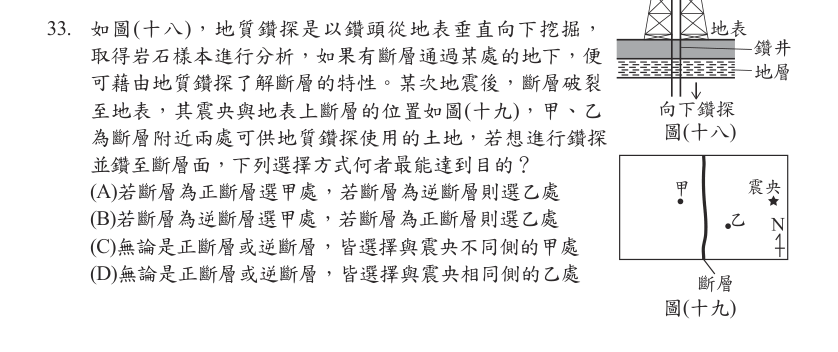 33. 如圖(十八)，地質鑽探是以鑽頭從地表垂直向下挖掘，
取得岩石樣本進行分析，如果有斷層通過某處的地下，便
可藉由地質鑽探了解斷層的特性。某次地震後，斷層破裂
至地表，其震央與地表上斷層的位置如圖(十九)，甲、乙
為斷層附近兩處可供地質鑽探使用的土地，若想進行鑽探
並鑽至斷層面，下列選擇方式何者最能達到目的？
(A)若斷層為正斷層選甲處，若斷層為逆斷層則選乙處
(B)若斷層為逆斷層選甲處，若斷層為正斷層則選乙處
(C)無論是正斷層或逆斷層，皆選擇與震央不同側的甲處
(D)無論是正斷層或逆斷層，皆選擇與震央相同側的乙處
地表
鑽井
地層
向下鑽探
圖(十八)
甲
震央
乙
N
斷層
圖(十九)